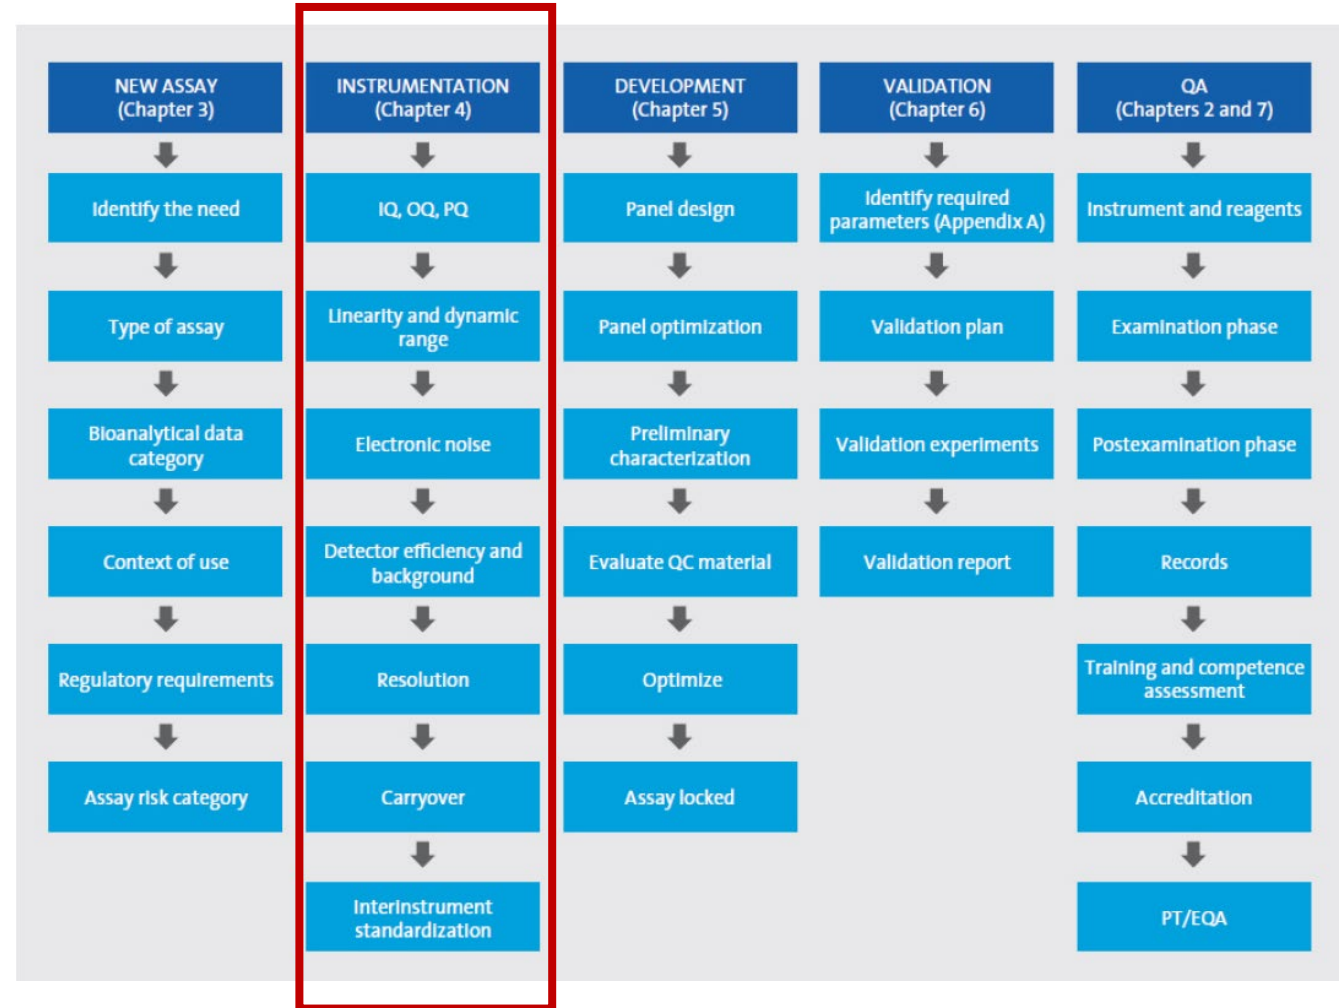 NEW ASSAY
(Chapter 3)
Identify the need
Type of assay
Bioanalytical data
category
Context of use
Regulatory requirements
Assay risk category
INSTRUMENTATION
(Chapter 4)
IQ, OQ, PQ
Linearity and dynamic
range
Electronic noise
Detector efficiency and
background
Resolution
Carryover
Interinstrument
standardization
DEVELOPMENT
(Chapter 5)
Panel design
Panel optimization
Preliminary
characterization
Evaluate QC material
Optimize
Assay locked
VALIDATION
(Chapter 6)
Identify required
parameters (Appendix A)
Validation plan
Validation experiments
Validation report
QA
(Chapters 2 and 7)
Instrument and reagents
Examination phase
Postexamination phase
Records
Training and competence
assessment
Accreditation
PT/EQA